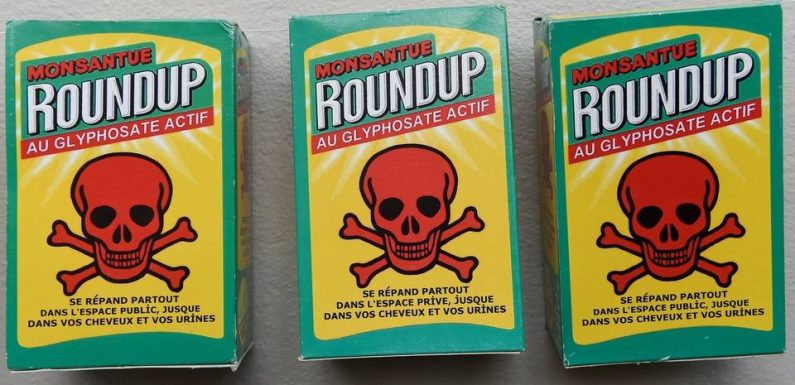 MONSANTUE
ROUNDUP
AU GLYPHOSATE ACTIF
SE RÉPAND PARTOUT
DANS L'ESPACE PUBLIC, JUSQUE
DANS VOS CHEVEUX ET VOS URINES
MONSANTUE
ROUNDUP
AU GLYPHOSATE ACTIF
SE RÉPAND PARTOUT
DANS L'ESPACE PRIVE, JUSQUE
DANS VOS CHEVEUX ET VOS URINES
MONSANTUE
ROUNDUP
AU GLYPHOSATE ACTIF
SE RÉPAND PARTOUT
DANS L'ESPACE PUBLIC, JUSQUE
DANS VOS CHEVEUX ET VOS URINES